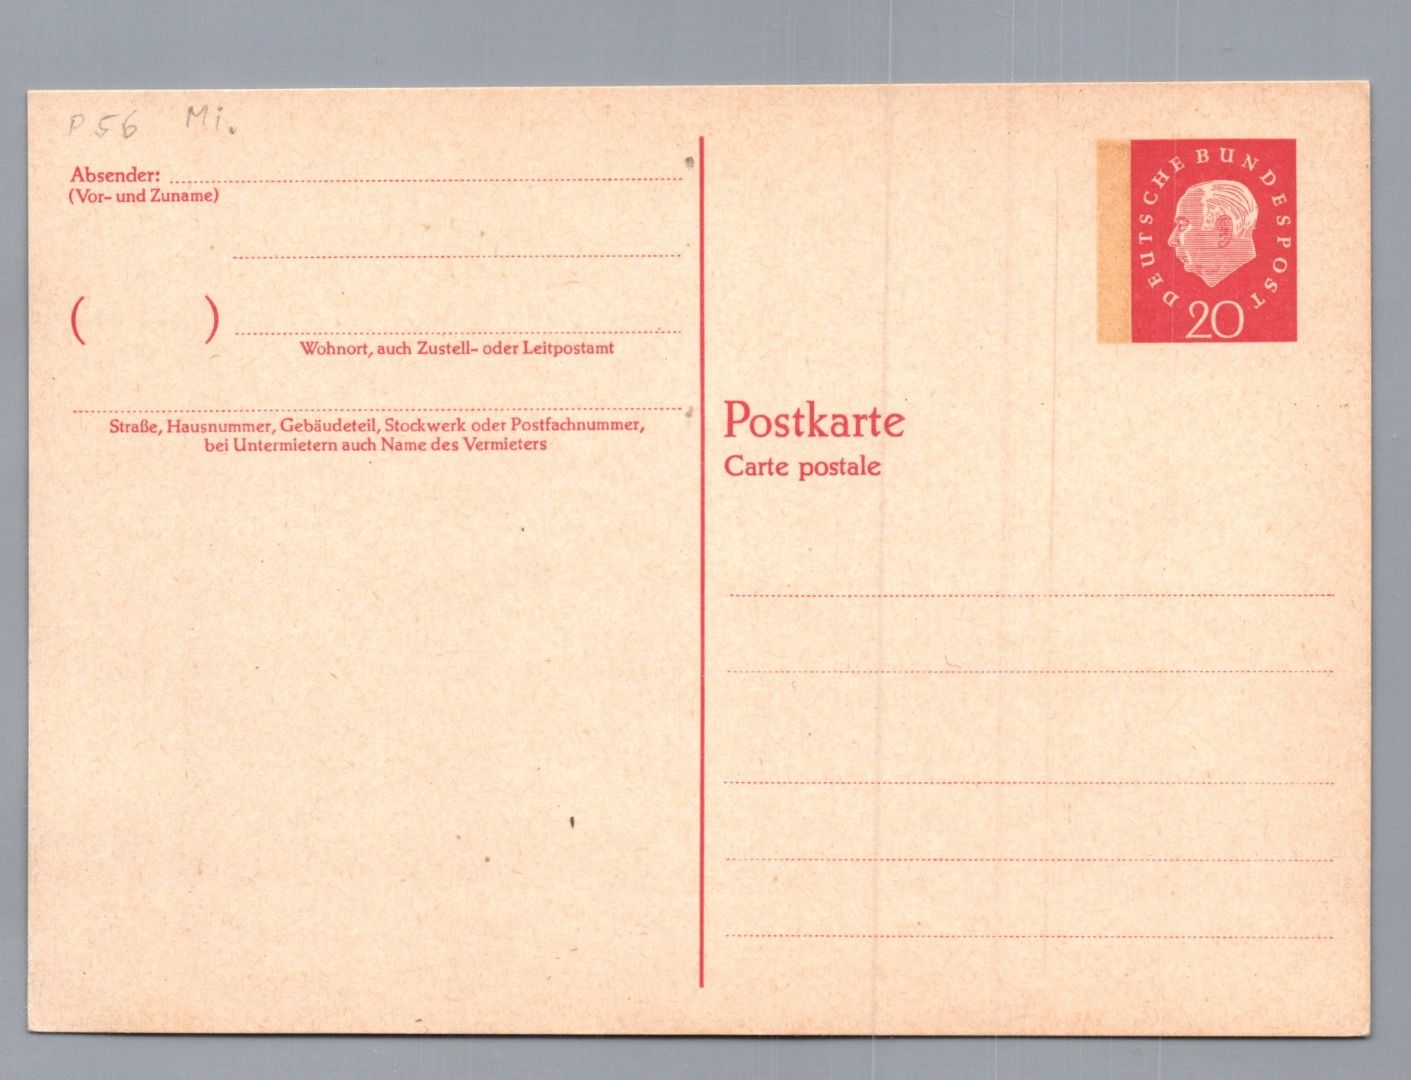 P 56 Mi.
Absender:
(Vor- und Zuname)
( )
Wohnort, auch Zustell- oder Leitpostamt
Straße, Hausnummer, Gebäudeteil, Stockwerk oder Postfachnummer,
bei Untermietern auch Name des Vermieters
DEUTSCHE BUNDESPOST
20
Postkarte
Carte postale